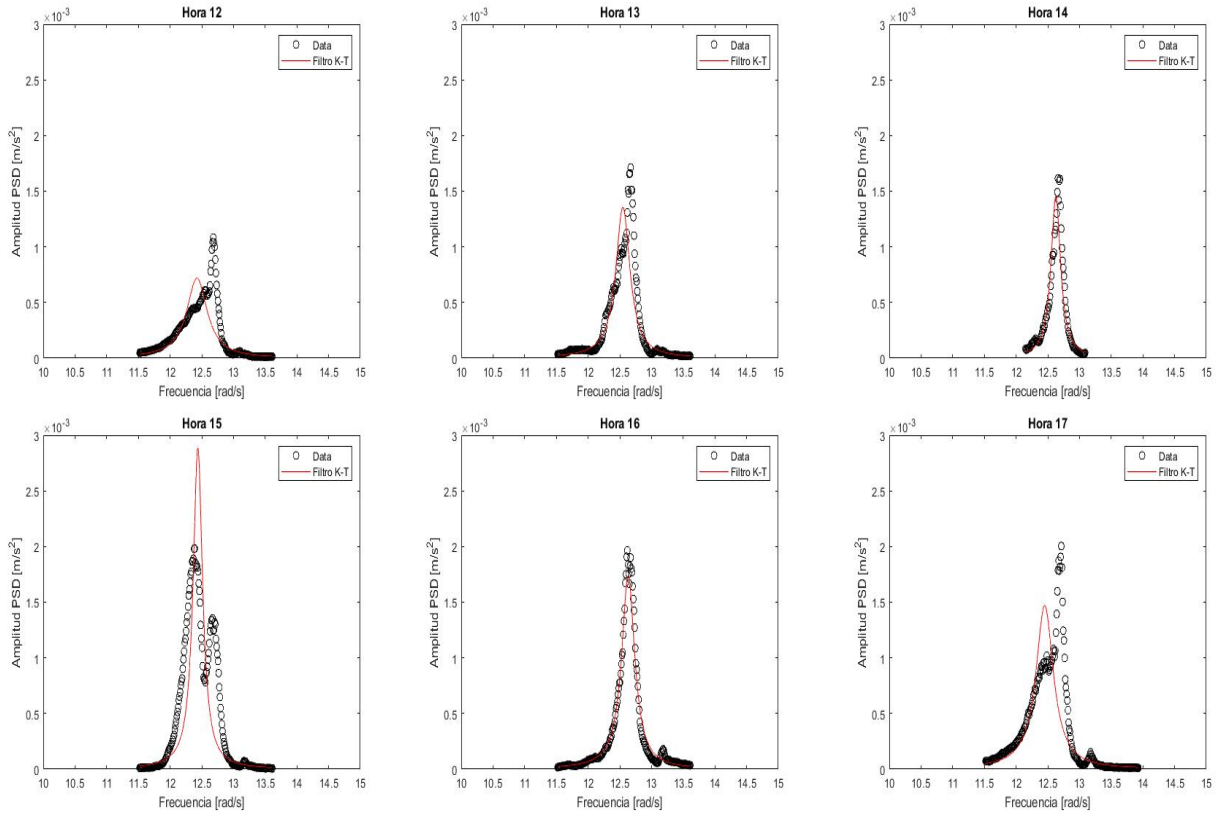 Hora 12
×10⁻³
3
2.5
2
1.5
1
0.5
0
Amplitud PSD [m/s²]
10 10.5 11 11.5 12 12.5 13 13.5 14 14.5 15
Frecuencia [rad/s]
Data
Filtro K-T
Hora 13
×10⁻³
3
2.5
2
1.5
1
0.5
0
Amplitud PSD [m/s²]
10 10.5 11 11.5 12 12.5 13 13.5 14 14.5 15
Frecuencia [rad/s]
Data
Filtro K-T
Hora 14
×10⁻³
3
2.5
2
1.5
1
0.5
0
Amplitud PSD [m/s²]
10 10.5 11 11.5 12 12.5 13 13.5 14 14.5 15
Frecuencia [rad/s]
Data
Filtro K-T
Hora 15
×10⁻³
3
2.5
2
1.5
1
0.5
0
Amplitud PSD [m/s²]
10 10.5 11 11.5 12 12.5 13 13.5 14 14.5 15
Frecuencia [rad/s]
Data
Filtro K-T
Hora 16
×10⁻³
3
2.5
2
1.5
1
0.5
0
Amplitud PSD [m/s²]
10 10.5 11 11.5 12 12.5 13 13.5 14 14.5 15
Frecuencia [rad/s]
Data
Filtro K-T
Hora 17
×10⁻³
3
2.5
2
1.5
1
0.5
0
Amplitud PSD [m/s²]
10 10.5 11 11.5 12 12.5 13 13.5 14 14.5 15
Frecuencia [rad/s]
Data
Filtro K-T